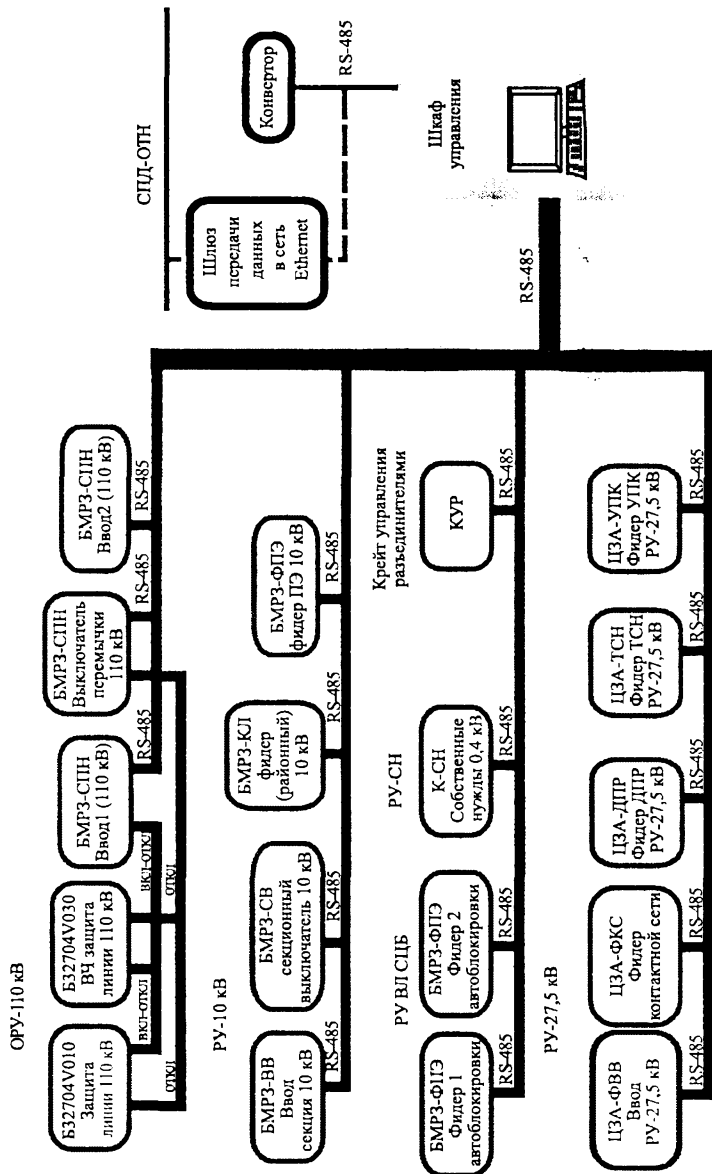 СПД-ОТН
Шлюз
передачи
данных
в сеть
Ethernet
Конвертор
RS-485
Шкаф
управления
RS-485
ОРУ-110 кВ
Б32704V010
Защита
линии 110 кВ
Б32704V030
ВЧ защита
линии 110 кВ
БМРЗ-СПН
Ввод1 (110 кВ)
БМРЗ-СПН
Выключатель
перемычки
110 кВ
БМРЗ-СПН
Ввод2 (110 кВ)
ВКЛ-ОТКЛ
ВКЛ-ОТКЛ
ОТКЛ
ОТКЛ
RS-485
RS-485
RS-485
РУ-10 кВ
БМРЗ-ВВ
Ввод
секция 10 кВ
БМРЗ-СВ
секционный
выключатель 10 кВ
БМРЗ-КЛ
фидер
(районный)
10 кВ
БМРЗ-ФПЭ
фидер ПЭ 10 кВ
RS-485
RS-485
RS-485
RS-485
РУ ВЛ СЦБ
РУ-СН
Крейт управления
разъединителями
БМРЗ-ФПЭ
Фидер 1
автоблокировки
БМРЗ-ФПЭ
Фидер 2
автоблокировки
К-СН
Собственные
нужды 0,4 кВ
КУР
RS-485
RS-485
RS-485
RS-485
РУ-27,5 кВ
ЦЗА-ФВВ
Ввод
РУ-27,5 кВ
ЦЗА-ФКС
Фидер
контактной сети
ЦЗА-ДПР
Фидер ДПР
РУ-27,5 кВ
ЦЗА-ТСН
Фидер ТСН
РУ-27,5 кВ
ЦЗА-УПК
Фидер УПК
РУ-27,5 кВ
RS-485
RS-485
RS-485
RS-485
RS-485